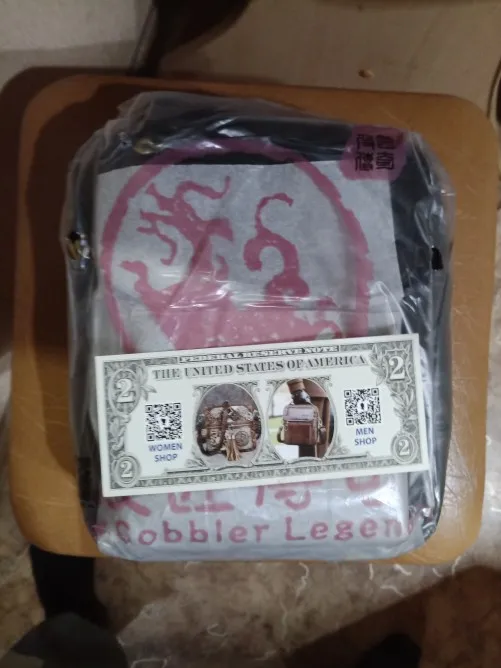 FEDERAL RESERVE NOTE
THE UNITED STATES OF AMERICA
2
2
WOMEN
SHOP
MEN
SHOP
2
2
Cobbler Legend